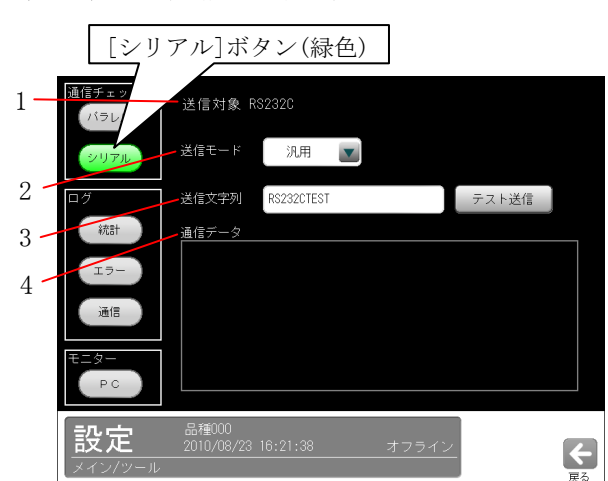 [シリアル]ボタン(緑色)
通信チェッ
1
送信対象 RS232C
パラレ
シリアル
送信モード
汎用
2
ログ
送信文字列
RS232CTEST
テスト送信
3
統計
通信データ
4
エラー
通信
モニター
PC
設定
品種000
2010/08/23 16:21:38
オフライン
メイン/ツール
戻る